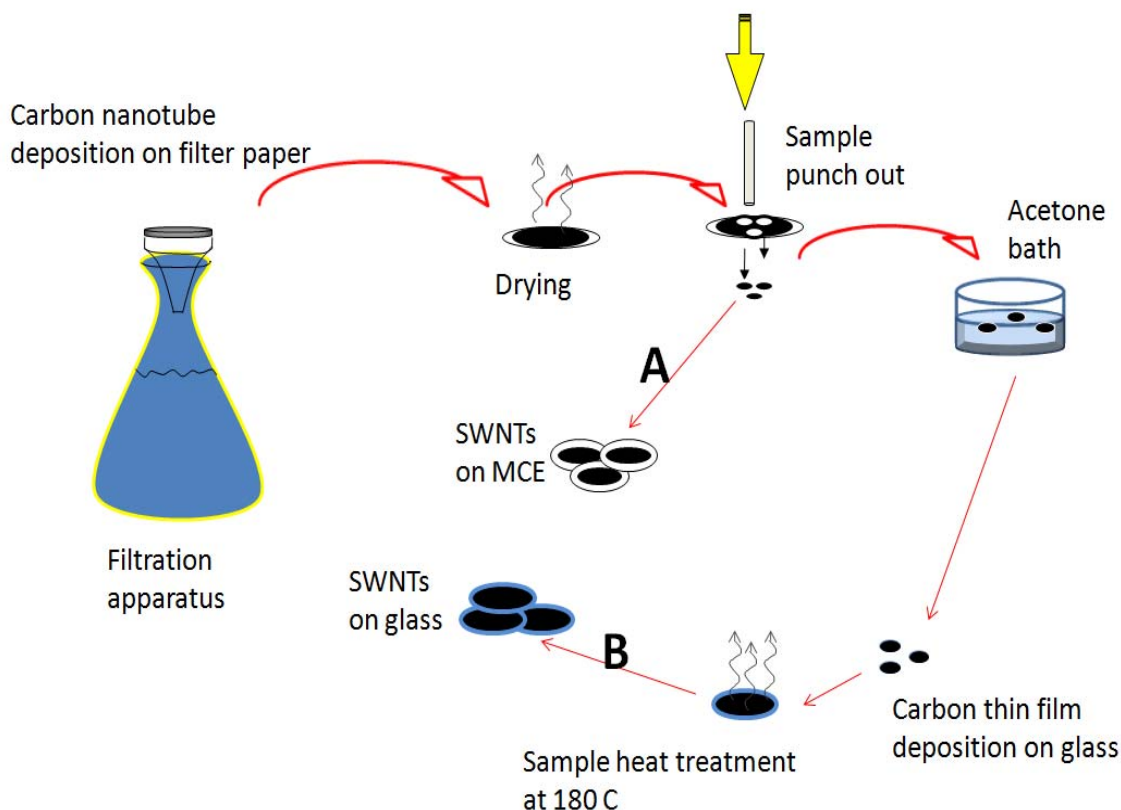 Carbon nanotube
deposition on filter paper
Drying
Sample
punch out
Acetone
bath
A
SWNTs
on MCE
Filtration
apparatus
SWNTs
on glass
B
Sample heat treatment
at 180 C
Carbon thin film
deposition on glass